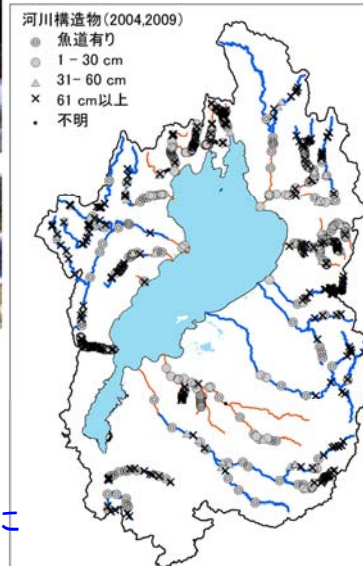 河川構造物(2004,2009)
魚道有り
1 - 30 cm
31- 60 cm
61 cm以上
不明
こ